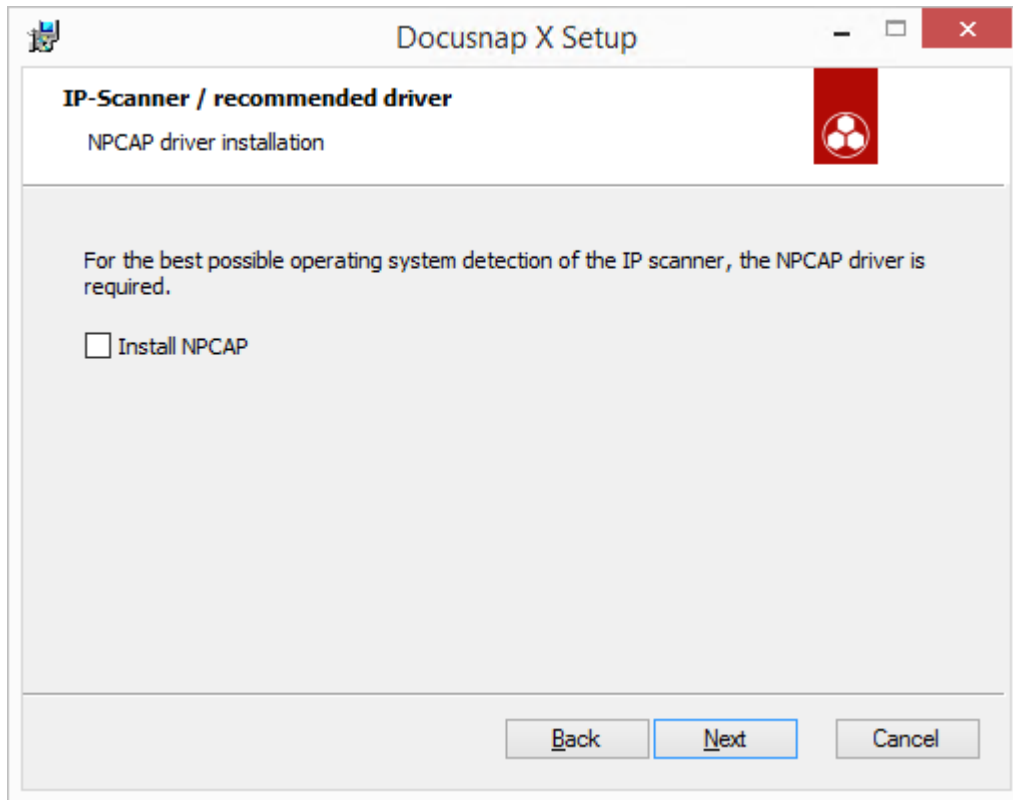 Docusnap X Setup
IP-Scanner / recommended driver
NPCAP driver installation
For the best possible operating system detection of the IP scanner, the NPCAP driver is
required.
Install NPCAP
Back
Next
Cancel